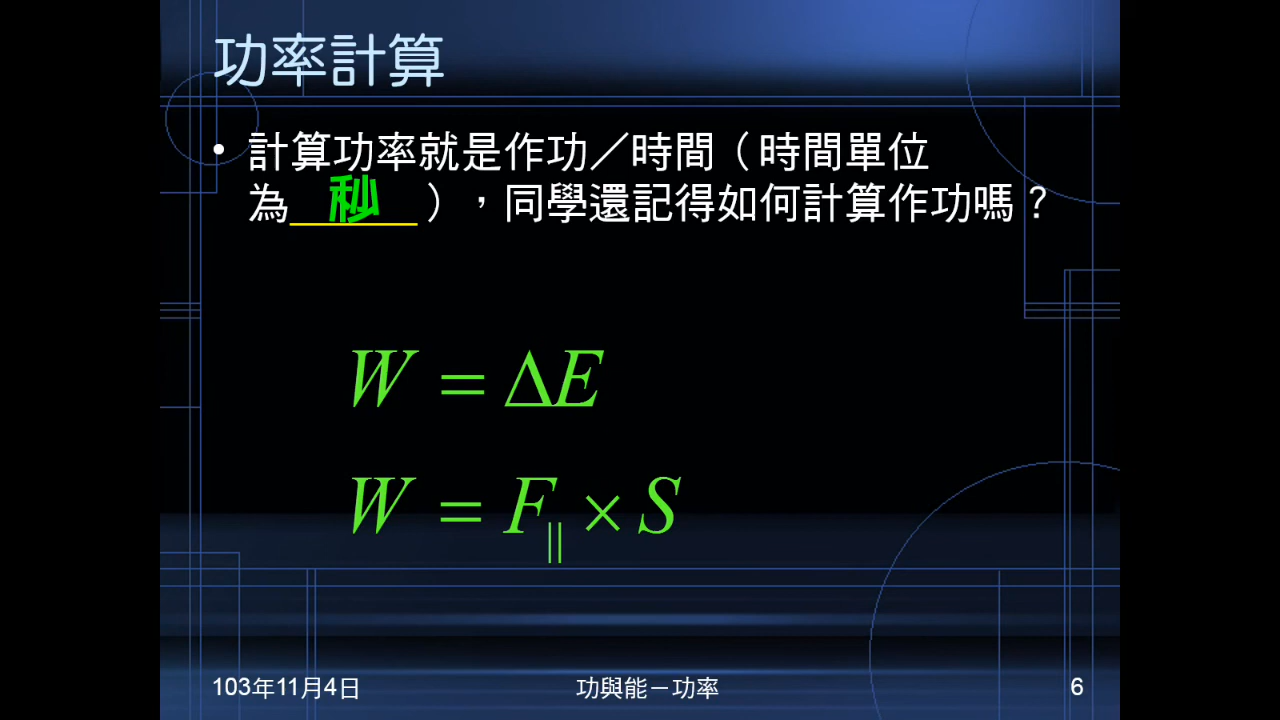 功率計算
• 計算功率就是作功／時間（時間單位
為 秒 ），同學還記得如何計算作功嗎？
W = ΔE
W = F∥ × S
103年11月4日 功與能－功率 6